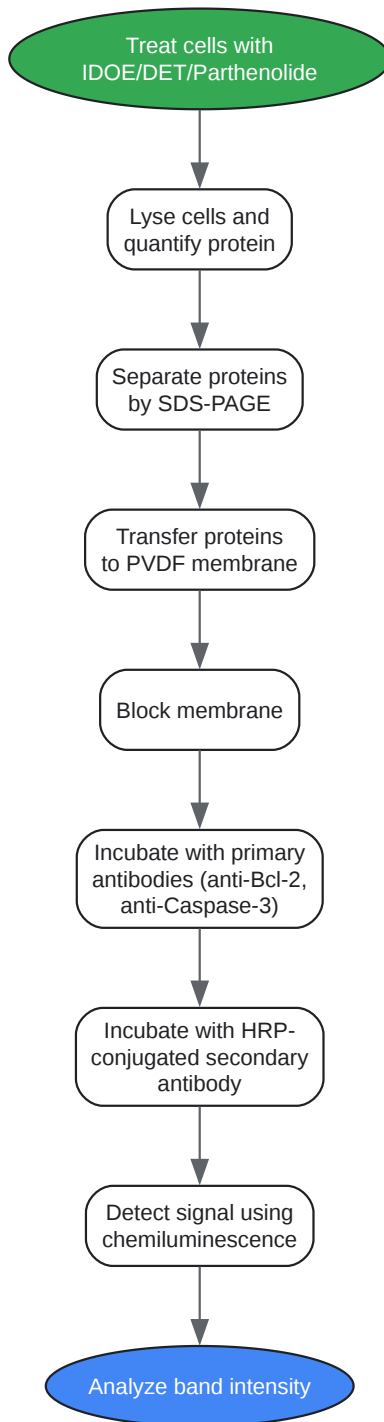 Treat cells with
IDOE/DET/Parthenolide
Lyse cells and
quantify protein
Separate proteins
by SDS-PAGE
Transfer proteins
to PVDF membrane
Block membrane
Incubate with primary
antibodies (anti-Bcl-2,
anti-Caspase-3)
Incubate with HRP-
conjugated secondary
antibody
Detect signal using
chemiluminescence
Analyze band intensity